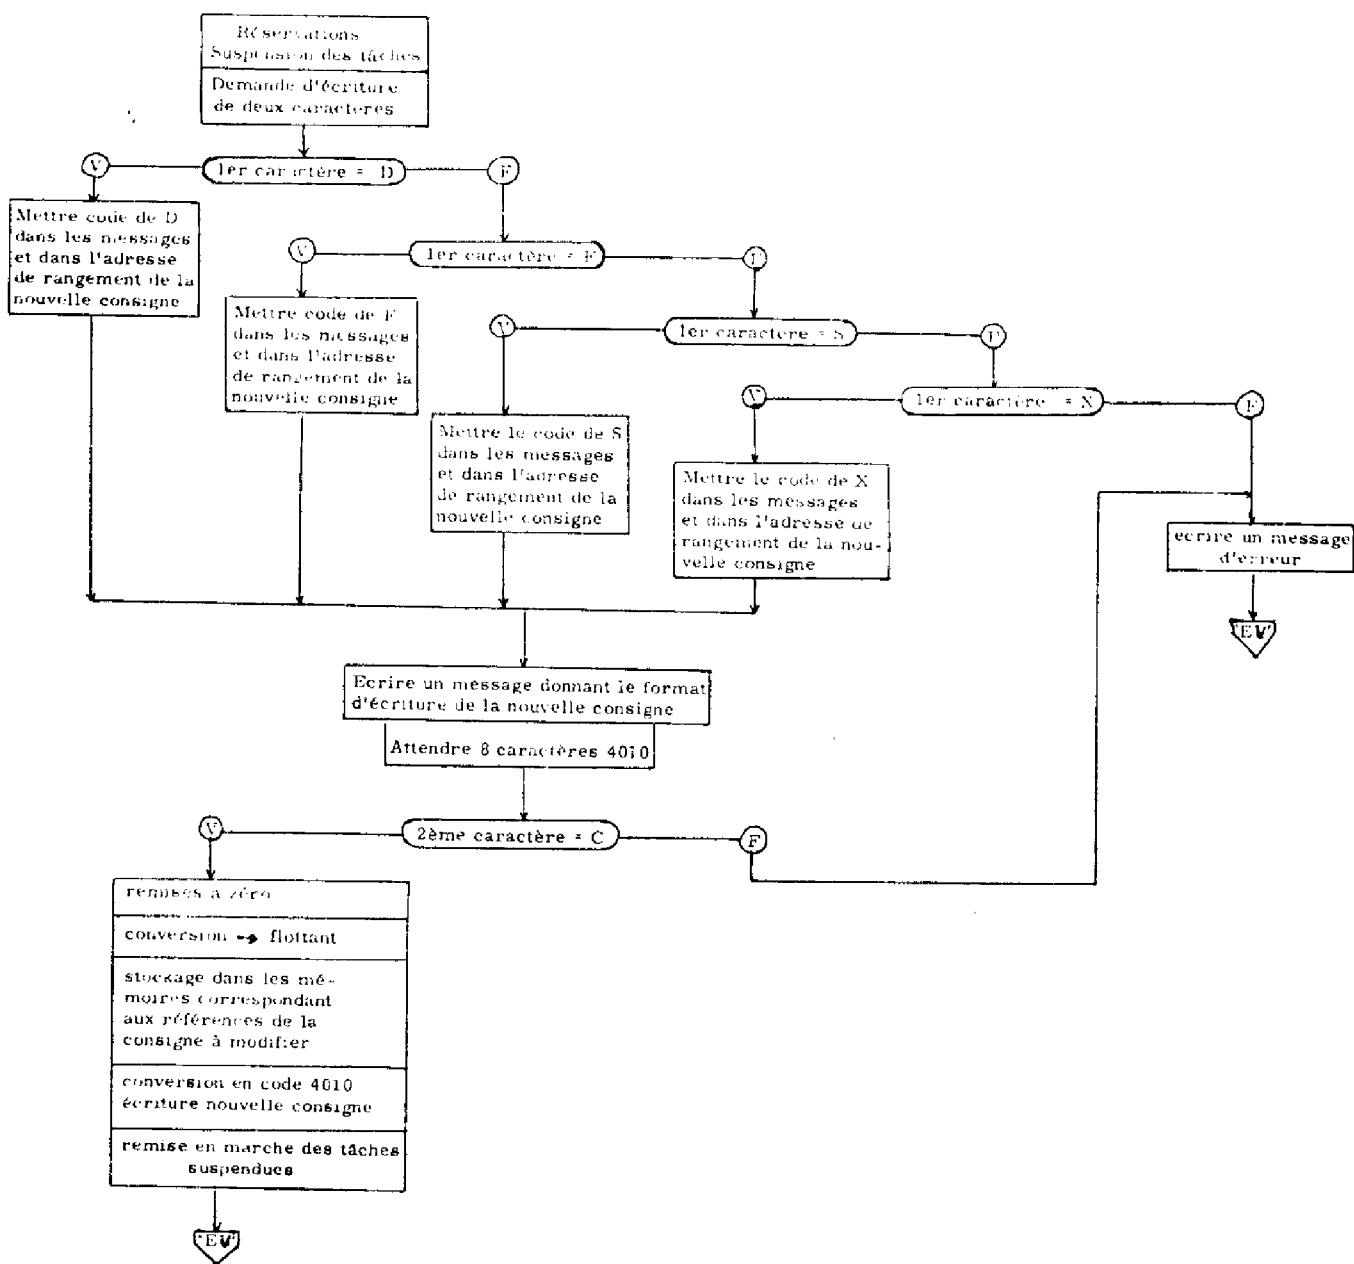 Réservations
Suspension des tâches
Demande d'écriture
de deux caractères
V
1er caractère = D
F
Mettre code de D
dans les messages
et dans l'adresse
de rangement de la
nouvelle consigne
V
1er caractère = F
F
Mettre code de F
dans les messages
et dans l'adresse
de rangement de la
nouvelle consigne
V
1er caractère = S
F
Mettre le code de S
dans les messages
et dans l'adresse
de rangement de la
nouvelle consigne
V
1er caractère = X
F
Mettre le code de X
dans les messages
et dans l'adresse de
rangement de la nou-
velle consigne
ecrire un message
d'erreur
'EV'
Ecrire un message donnant le format
d'écriture de la nouvelle consigne
Attendre 8 caractères 4010
V
2ème caractère = C
F
remises a zéro
conversion → flottant
stockage dans les mé-
moires correspondant
aux références de la
consigne à modifier
conversion en code 4010
écriture nouvelle consigne
remise en marche des tâches
suspendues
'EV'